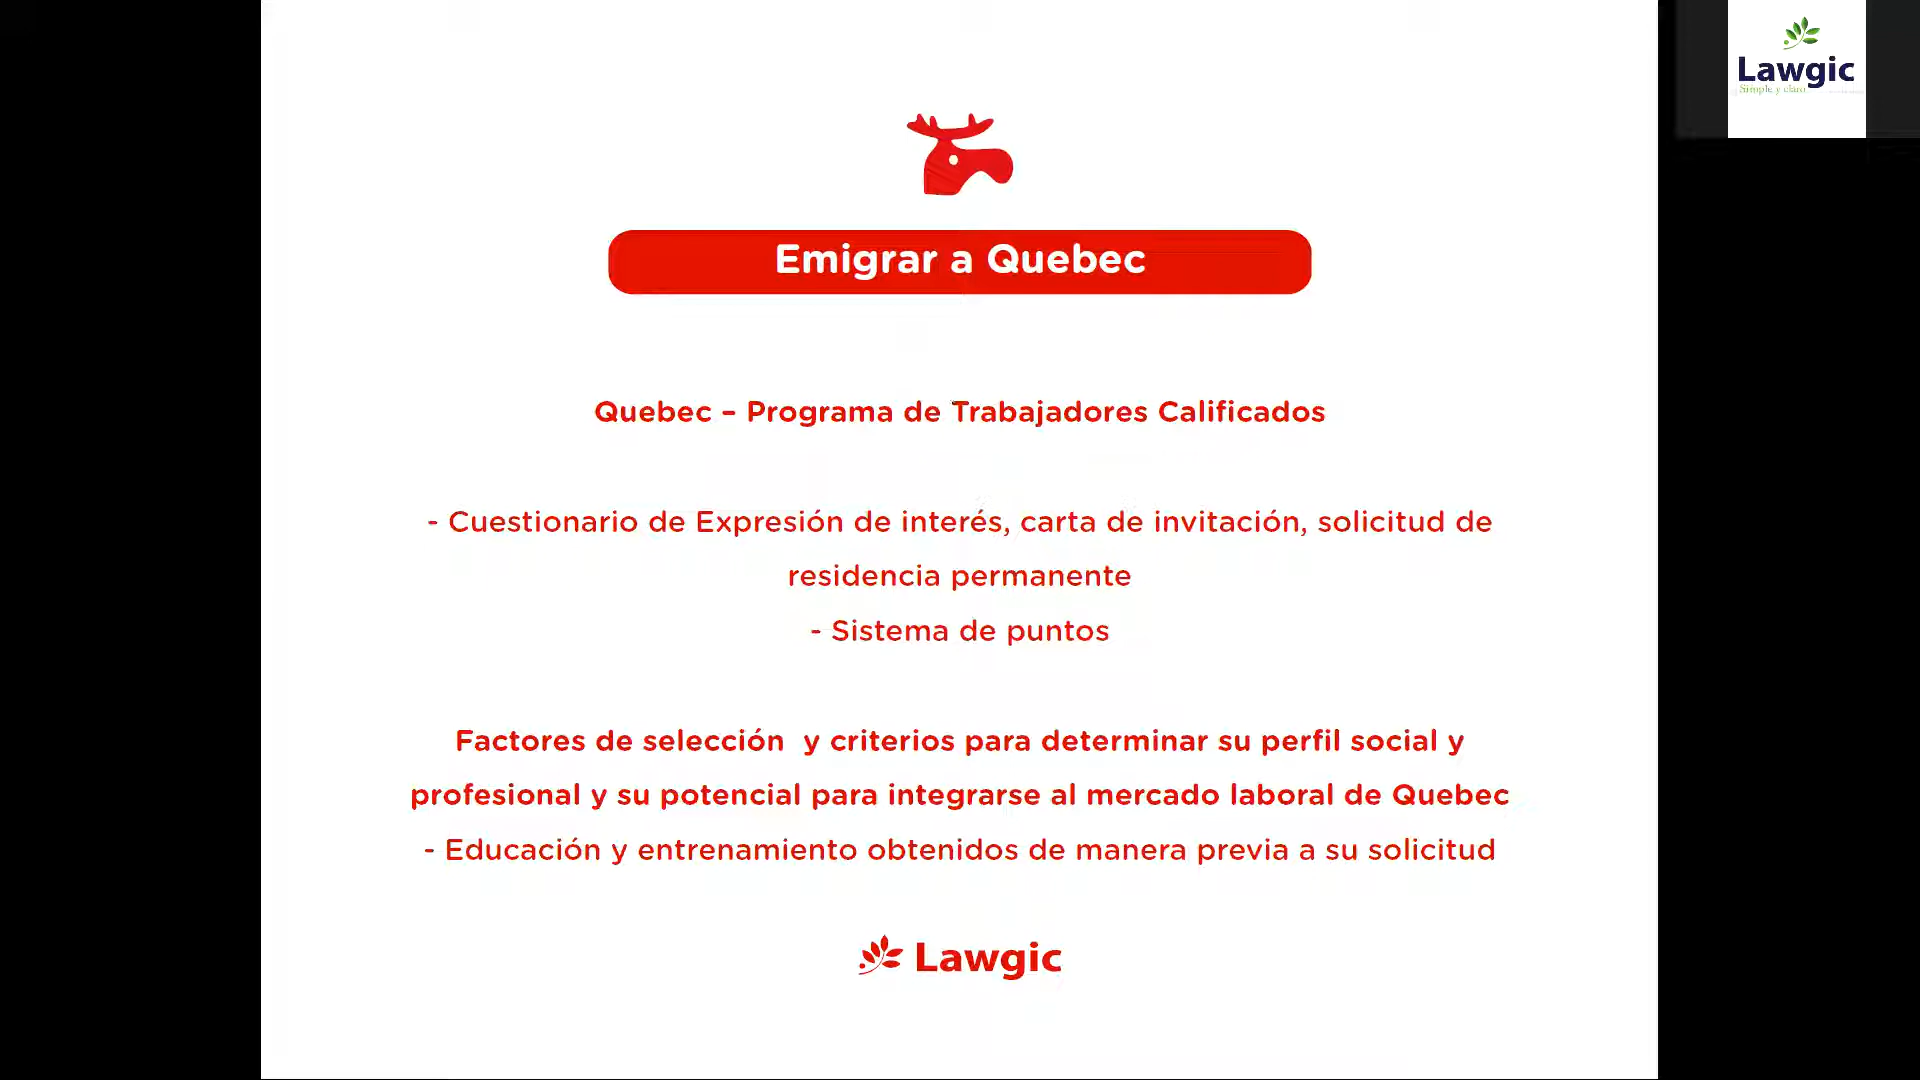 Lawgic
Simple y claro
Emigrar a Quebec
Quebec – Programa de Trabajadores Calificados
- Cuestionario de Expresión de interés, carta de invitación, solicitud de
residencia permanente
- Sistema de puntos
Factores de selección  y criterios para determinar su perfil social y
profesional y su potencial para integrarse al mercado laboral de Quebec
- Educación y entrenamiento obtenidos de manera previa a su solicitud
Lawgic